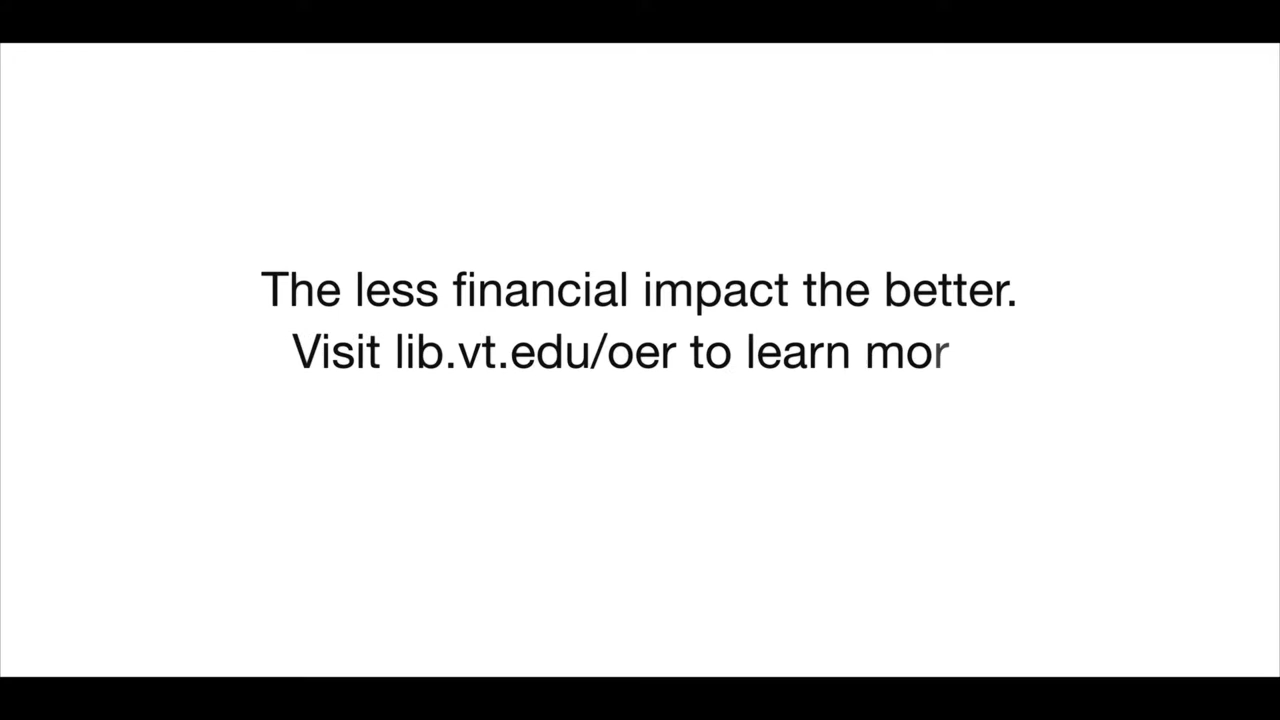 The less financial impact the better.
Visit lib.vt.edu/oer to learn mor